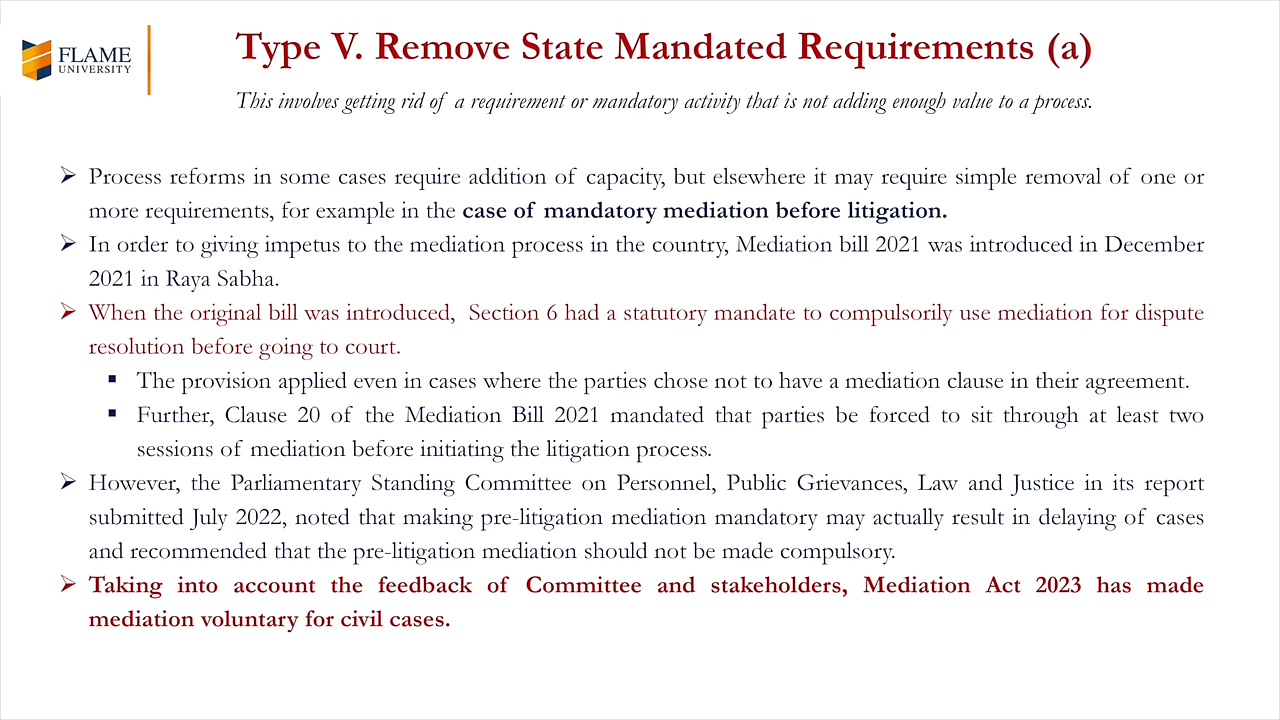 FLAME
UNIVERSITY
Type V. Remove State Mandated Requirements (a)
This involves getting rid of a requirement or mandatory activity that is not adding enough value to a process.
➢ Process reforms in some cases require addition of capacity, but elsewhere it may require simple removal of one or
more requirements, for example in the case of mandatory mediation before litigation.
➢ In order to giving impetus to the mediation process in the country, Mediation bill 2021 was introduced in December
2021 in Raya Sabha.
➢ When the original bill was introduced, Section 6 had a statutory mandate to compulsorily use mediation for dispute
resolution before going to court.
▪ The provision applied even in cases where the parties chose not to have a mediation clause in their agreement.
▪ Further, Clause 20 of the Mediation Bill 2021 mandated that parties be forced to sit through at least two
sessions of mediation before initiating the litigation process.
➢ However, the Parliamentary Standing Committee on Personnel, Public Grievances, Law and Justice in its report
submitted July 2022, noted that making pre-litigation mediation mandatory may actually result in delaying of cases
and recommended that the pre-litigation mediation should not be made compulsory.
➢ Taking into account the feedback of Committee and stakeholders, Mediation Act 2023 has made
mediation voluntary for civil cases.